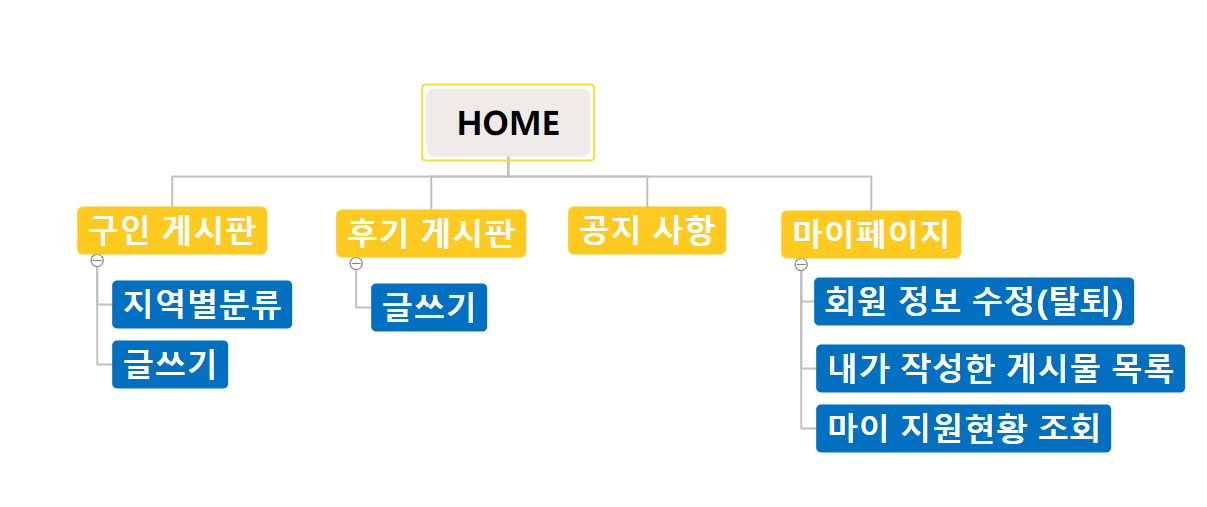 HOME
구인 게시판
지역별분류
글쓰기
후기 게시판
글쓰기
공지 사항
마이페이지
회원 정보 수정(탈퇴)
내가 작성한 게시물 목록
마이 지원현황 조회